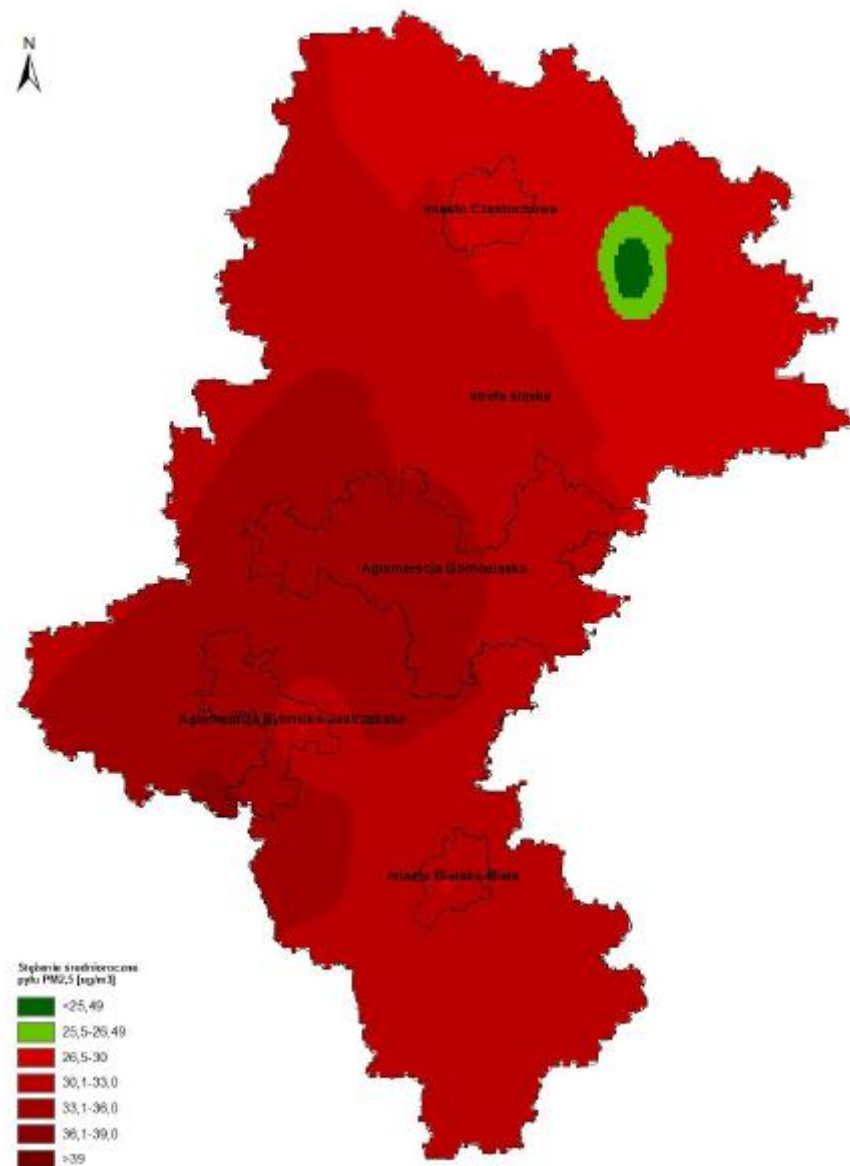 N
miasto Częstochowa
strefa śląska
Aglomeracja Górnośląska
Aglomeracja Rybnicko-Jastrzębska
miasto Bielsko-Biała
Stężenie średnioroczne
pyłu PM2,5 [ug/m3]
<25,49
25,5-26,49
26,5-30
30,1-33,0
33,1-36,0
36,1-39,0
>39